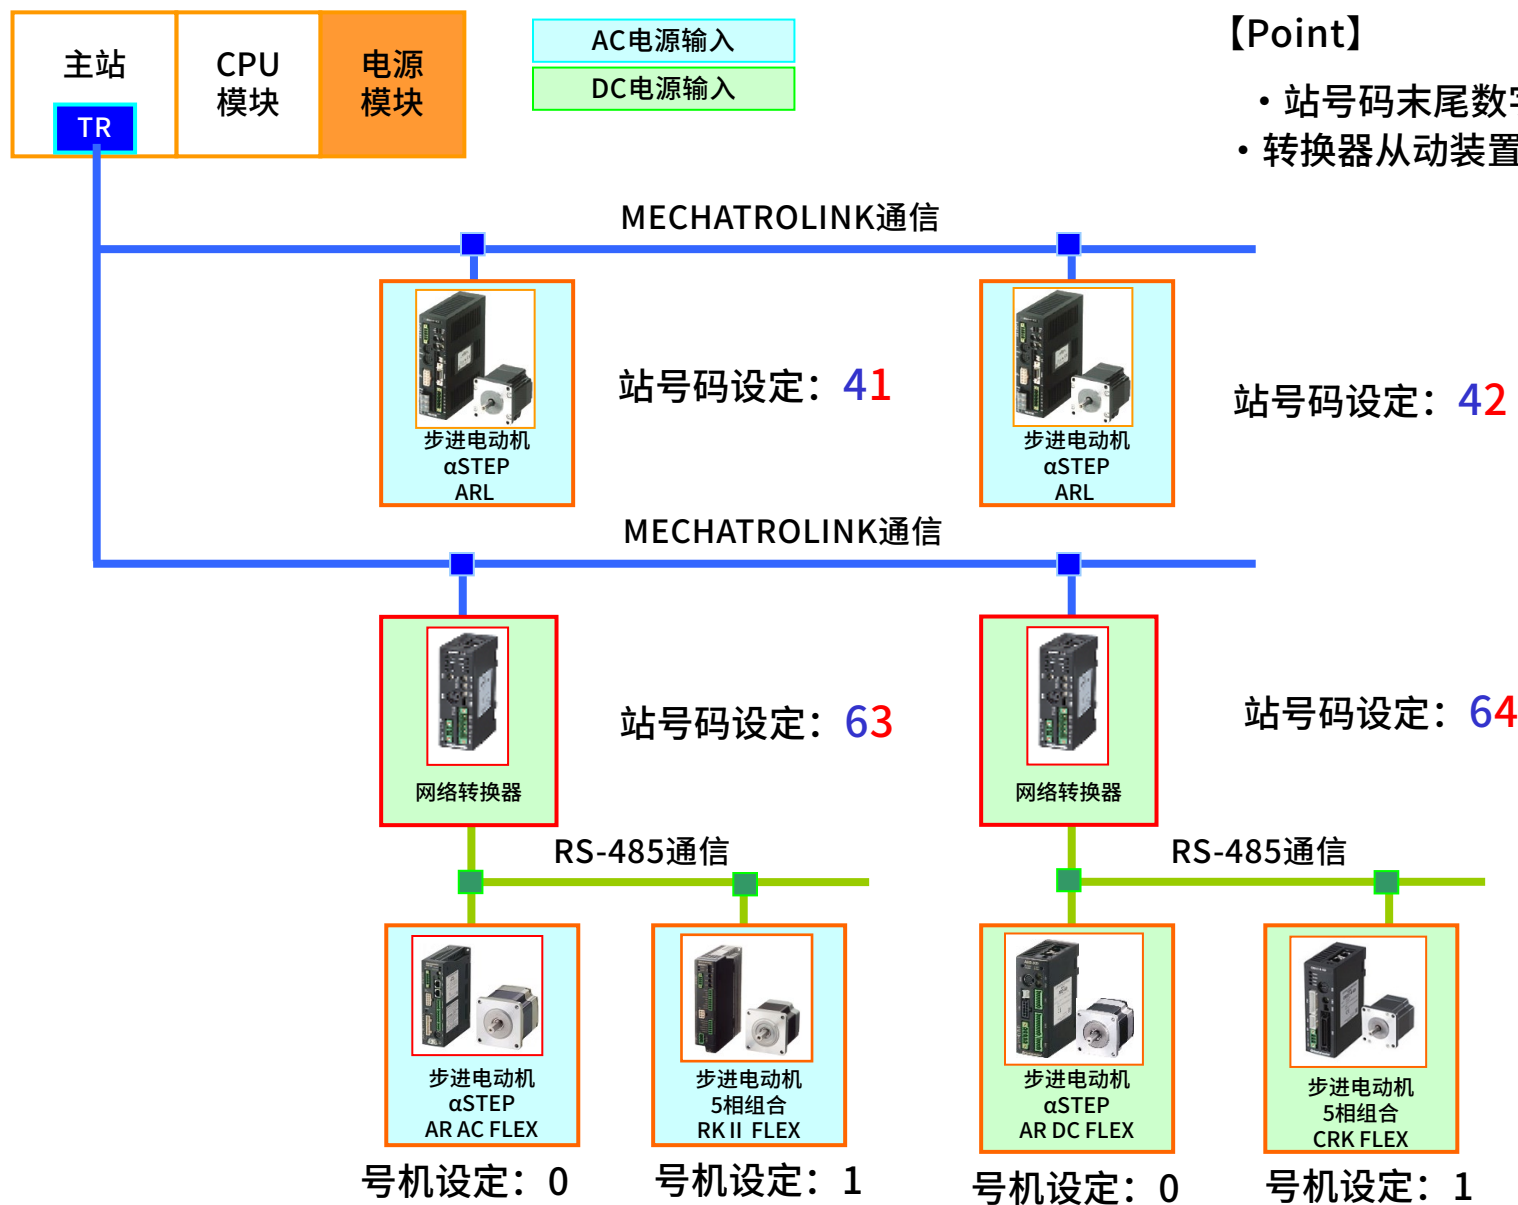 主站
TR
CPU
模块
电源
模块
AC电源输入
DC电源输入
【Point】
・站号码末尾数
・转换器从动装置
MECHATROLINK通信
步进电动机
αSTEP
ARL
站号码设定：41
步进电动机
αSTEP
ARL
站号码设定：42
MECHATROLINK通信
网络转换器
站号码设定：63
网络转换器
站号码设定：64
RS-485通信
RS-485通信
步进电动机
αSTEP
AR AC FLEX
步进电动机
5相组合
RKⅡ FLEX
步进电动机
αSTEP
AR DC FLEX
步进电动机
5相组合
CRK FLEX
号机设定：0
号机设定：1
号机设定：0
号机设定：1